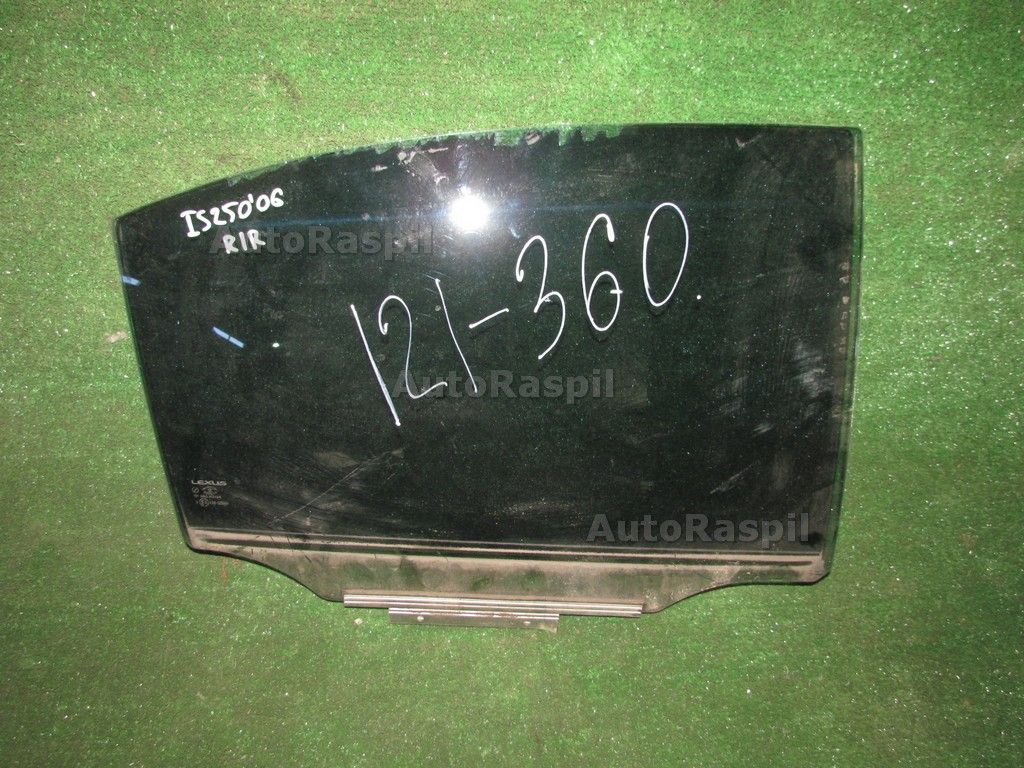 IS250'06
R1R
AutoRaspil
121-360.
AutoRaspil
LEXUS
AutoRaspil